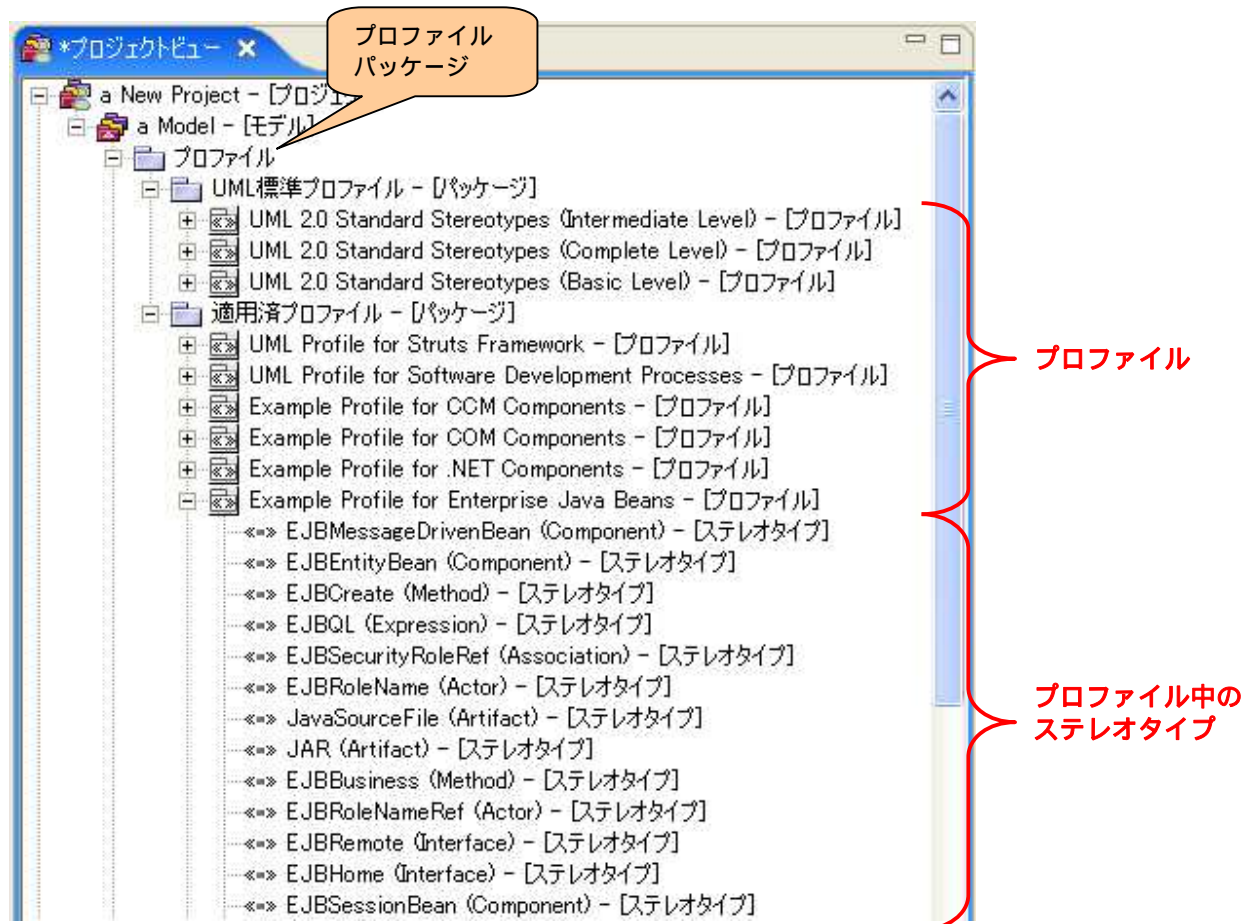 プロファイル
パッケージ
*プロジェクトビュー
a New Project - [プロジェ
a Model - [モデル]
プロファイル
UML標準プロファイル - [パッケージ]
UML 2.0 Standard Stereotypes (Intermediate Level) - [プロファイル]
UML 2.0 Standard Stereotypes (Complete Level) - [プロファイル]
UML 2.0 Standard Stereotypes (Basic Level) - [プロファイル]
適用済プロファイル - [パッケージ]
UML Profile for Struts Framework - [プロファイル]
UML Profile for Software Development Processes - [プロファイル]
Example Profile for CCM Components - [プロファイル]
Example Profile for COM Components - [プロファイル]
Example Profile for .NET Components - [プロファイル]
Example Profile for Enterprise Java Beans - [プロファイル]
«=» EJBMessageDrivenBean (Component) - [ステレオタイプ]
«=» EJBEntityBean (Component) - [ステレオタイプ]
«=» EJBCreate (Method) - [ステレオタイプ]
«=» EJBQL (Expression) - [ステレオタイプ]
«=» EJBSecurityRoleRef (Association) - [ステレオタイプ]
«=» EJBRoleName (Actor) - [ステレオタイプ]
«=» JavaSourceFile (Artifact) - [ステレオタイプ]
«=» JAR (Artifact) - [ステレオタイプ]
«=» EJBBusiness (Method) - [ステレオタイプ]
«=» EJBRoleNameRef (Actor) - [ステレオタイプ]
«=» EJBRemote (Interface) - [ステレオタイプ]
«=» EJBHome (Interface) - [ステレオタイプ]
«=» EJBSessionBean (Component) - [ステレオタイプ]
プロファイル
プロファイル中の
ステレオタイプ